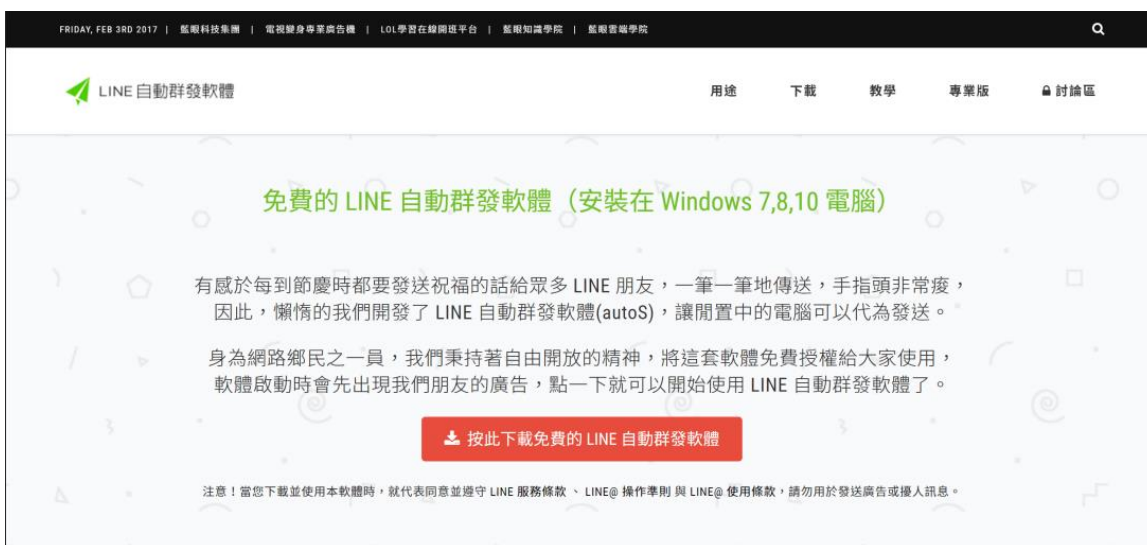 FRIDAY, FEB 3RD 2017 | 藍眼科技集團 | 電視變身專業廣告機 | LOL學習在線開班平台 | 藍眼知識學院 | 藍眼雲端學院
LINE 自動群發軟體
用途 下載 教學 專業版 討論區
免費的 LINE 自動群發軟體（安裝在 Windows 7,8,10 電腦）
有感於每到節慶時都要發送祝福的話給眾多 LINE 朋友，一筆一筆地傳送，手指頭非常痠，
因此，懶惰的我們開發了 LINE 自動群發軟體(autoS)，讓閒置中的電腦可以代為發送。
身為網路鄉民之一員，我們秉持著自由開放的精神，將這套軟體免費授權給大家使用，
軟體啟動時會先出現我們朋友的廣告，點一下就可以開始使用 LINE 自動群發軟體了。
按此下載免費的 LINE 自動群發軟體
注意！當您下載並使用本軟體時，就代表同意並遵守 LINE 服務條款 、 LINE@ 操作準則 與 LINE@ 使用條款，請勿用於發送廣告或擾人訊息。